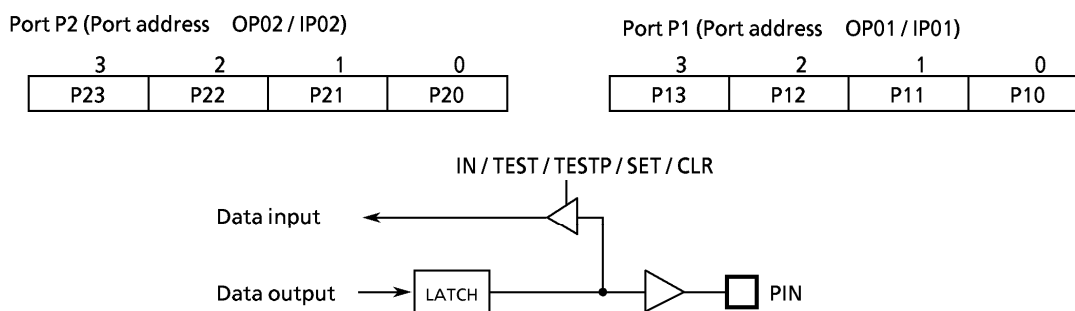 Port P2 (Port address OP02 / IP02)
3 2 1 0
P23 P22 P21 P20
Port P1 (Port address OP01 / IP01)
3 2 1 0
P13 P12 P11 P10
IN / TEST / TESTP / SET / CLR
Data input
Data output LATCH PIN